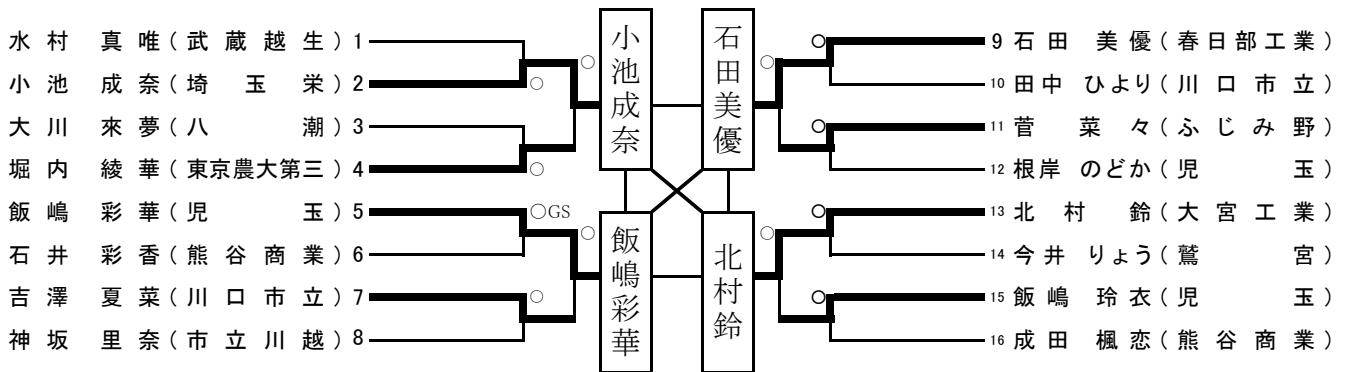 水村 真唯(武蔵越生) 1
小池 成奈(埼玉栄) 2
○
大川 來夢(八潮) 3
堀内 綾華(東京農大第三) 4
○
○
飯嶋 彩華(児玉) 5
○GS
石井 彩香(熊谷商業) 6
吉澤 夏菜(川口市立) 7
○
神坂 里奈(市立川越) 8
○
小池成奈
飯嶋彩華
石田美優
北村鈴
○
9 石田 美優(春日部工業)
10 田中 ひより(川口市立)
○
11 菅 菜々(ふじみ野)
12 根岸 のどか(児玉)
○
○
13 北村 鈴(大宮工業)
14 今井 りょう(鷲宮)
○
15 飯嶋 玲衣(児玉)
16 成田 楓恋(熊谷商業)
○